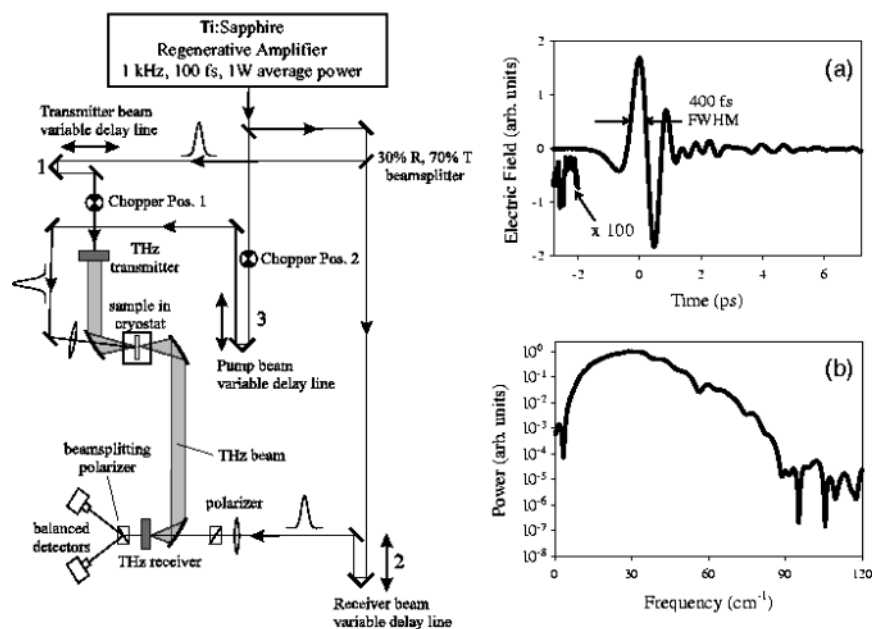 Ti:Sapphire
Regenerative Amplifier
1 kHz, 100 fs, 1W average power
Transmitter beam
variable delay line
1
30% R, 70% T
beamsplitter
Chopper Pos. 1
THz
transmitter
Chopper Pos. 2
sample in
cryostat
3
Pump beam
variable delay line
beamsplitting
polarizer
THz beam
polarizer
balanced
detectors
THz receiver
2
Receiver beam
variable delay line
(a)
Electric Field (arb. units)
2
1
0
-1
-2
400 fs
FWHM
x 100
-2 0 2 4 6
Time (ps)
(b)
Power (arb. units)
10^0
10^-1
10^-2
10^-3
10^-4
10^-5
10^-6
10^-7
10^-8
0 30 60 90 120
Frequency (cm^-1)